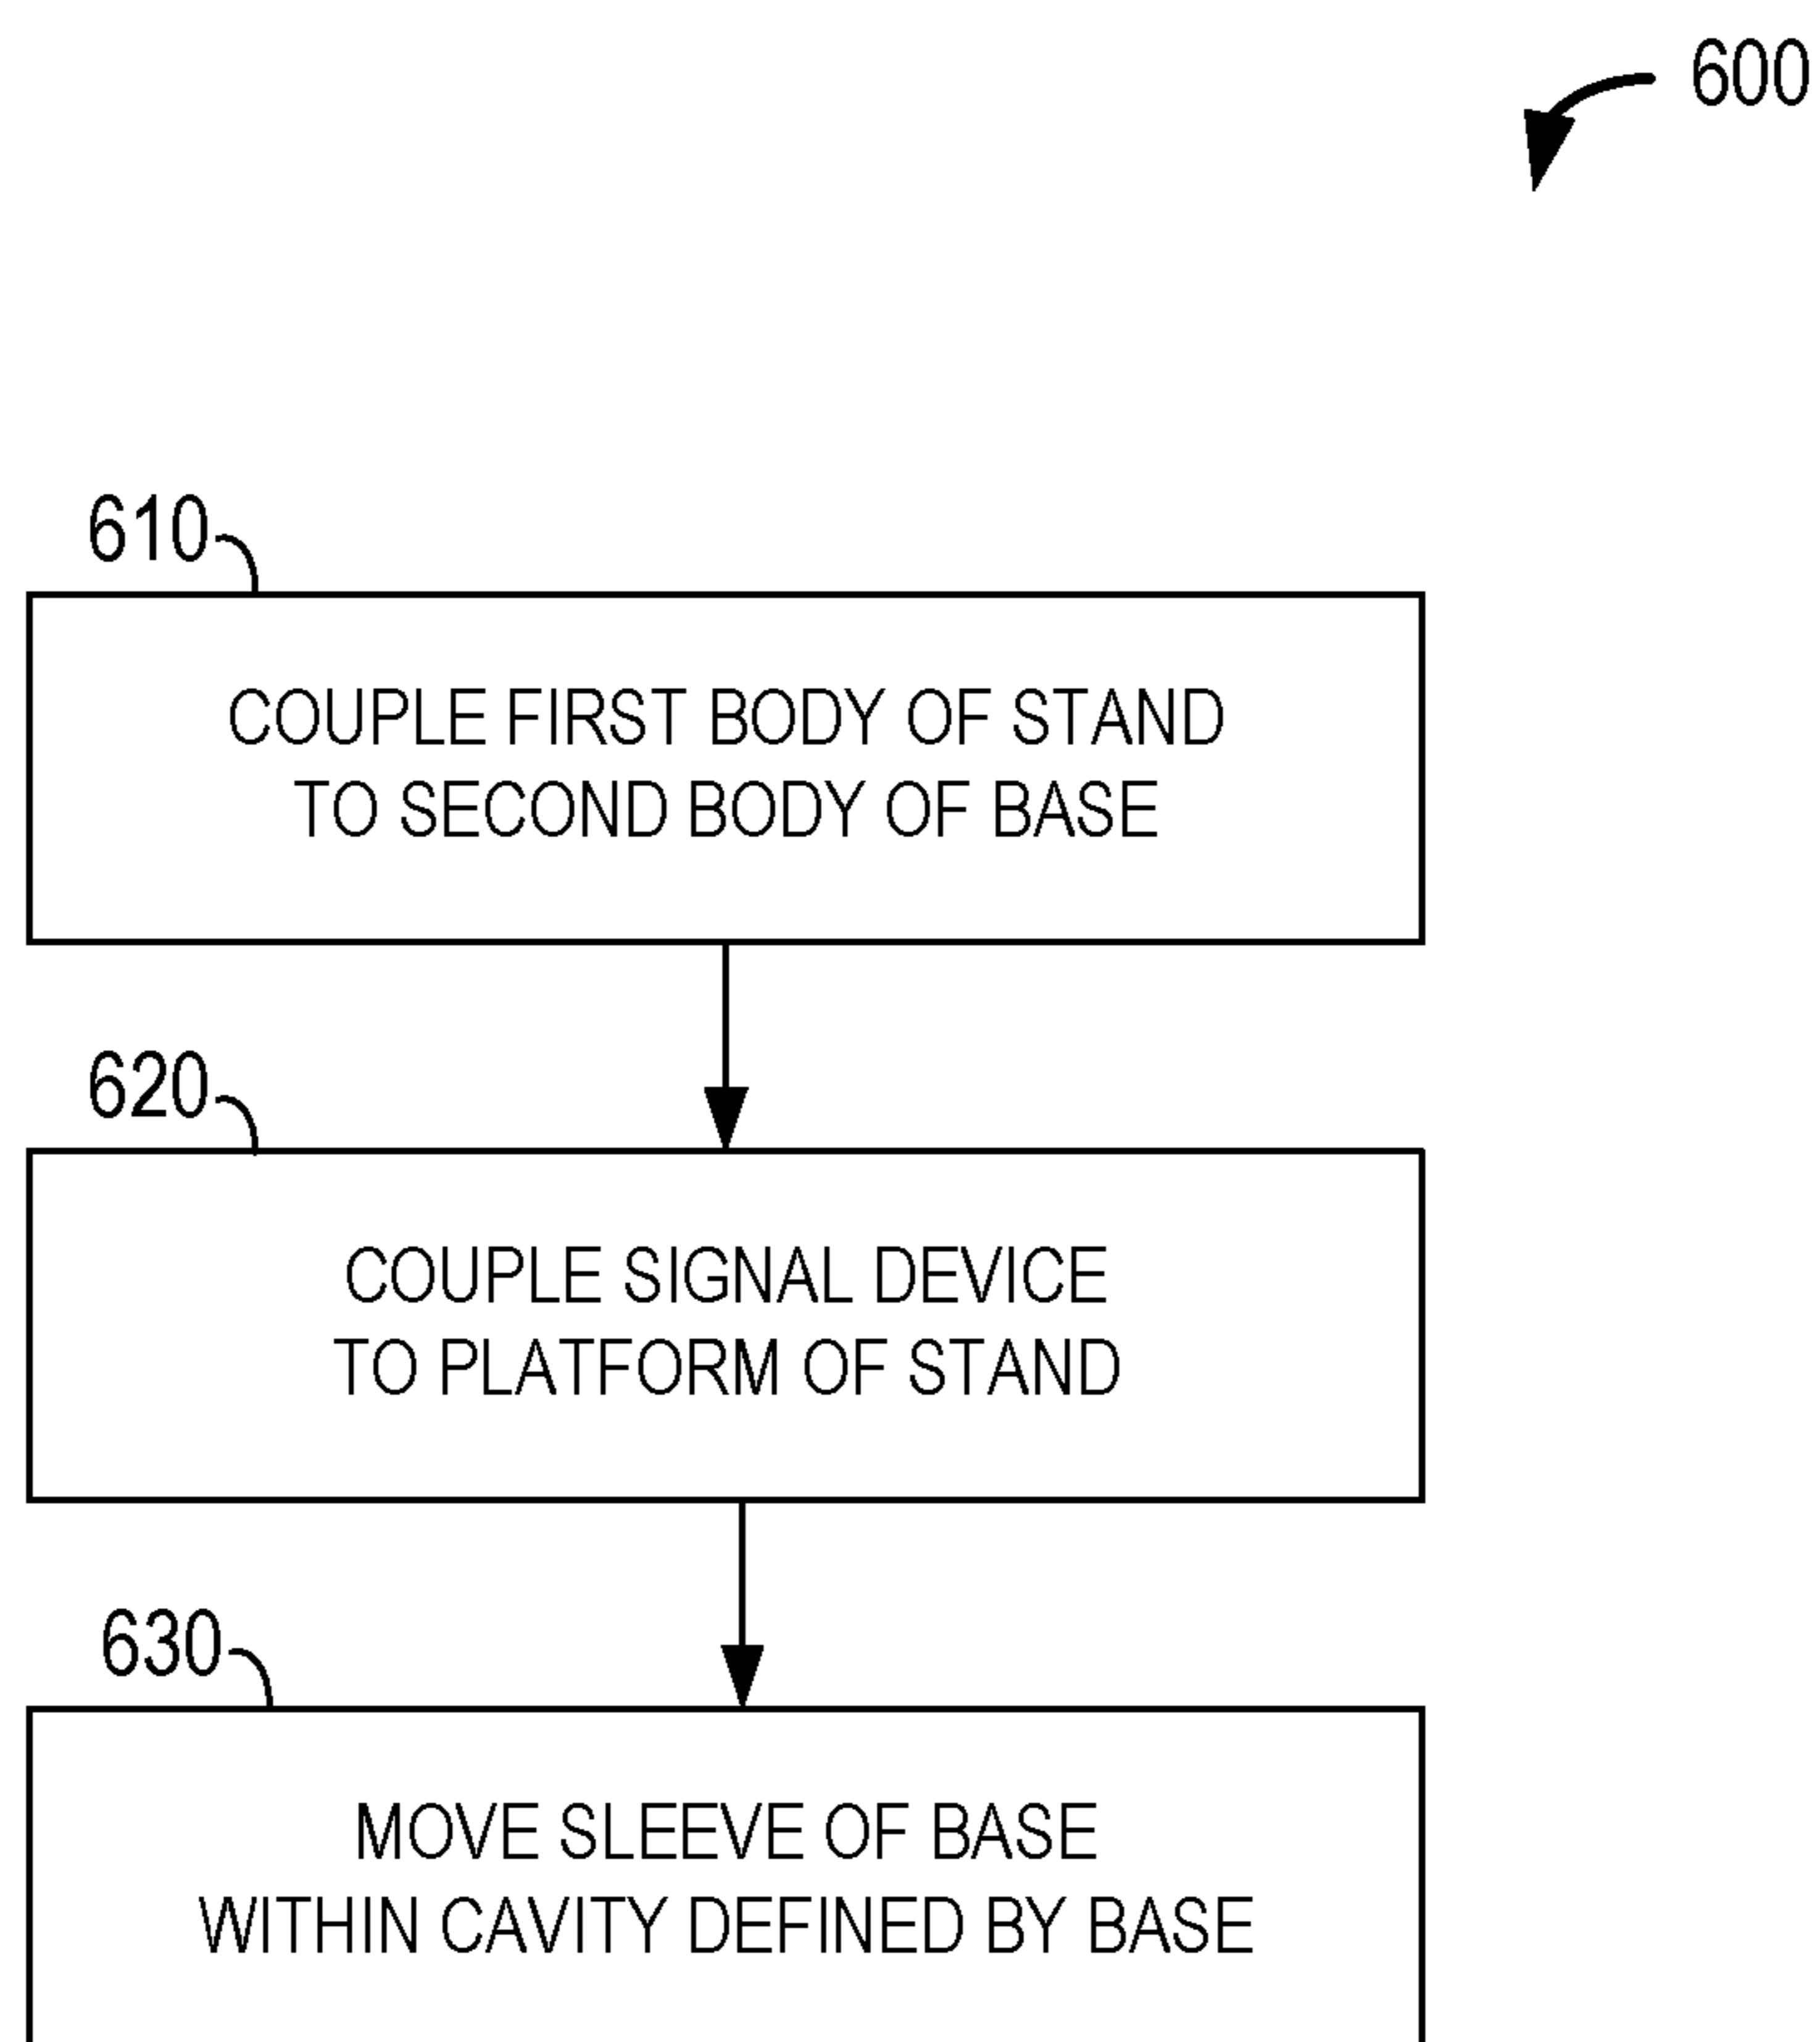 600
610
COUPLE FIRST BODY OF STAND
TO SECOND BODY OF BASE
620
COUPLE SIGNAL DEVICE
TO PLATFORM OF STAND
630
MOVE SLEEVE OF BASE
WITHIN CAVITY DEFINED BY BASE